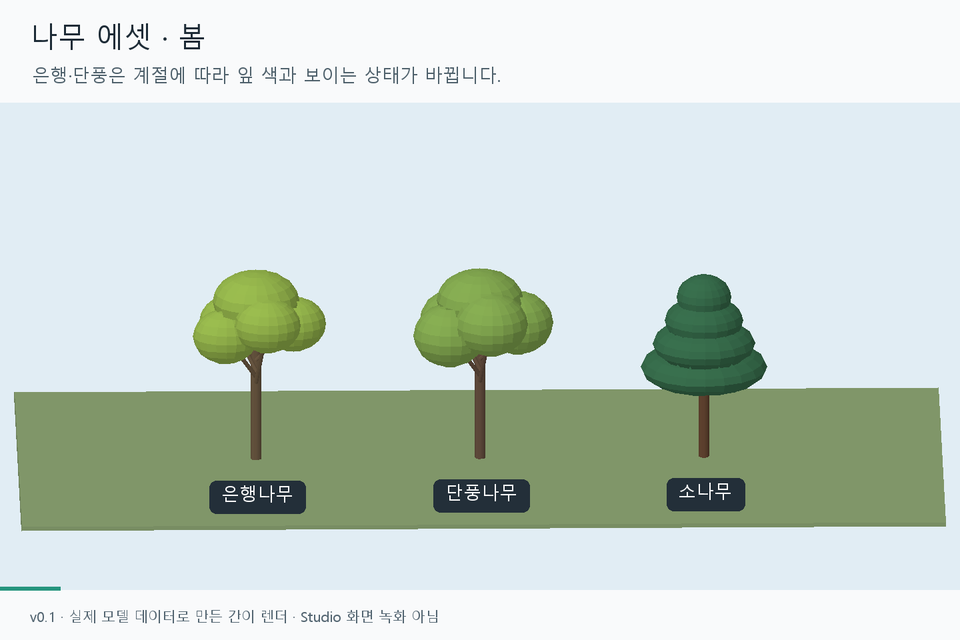 나무 에셋 · 봄
은행·단풍은 계절에 따라 잎 색과 보이는 상태가 바뀝니다.
은행나무
단풍나무
소나무
v0.1 · 실제 모델 데이터로 만든 간이 렌더 · Studio 화면 녹화 아님